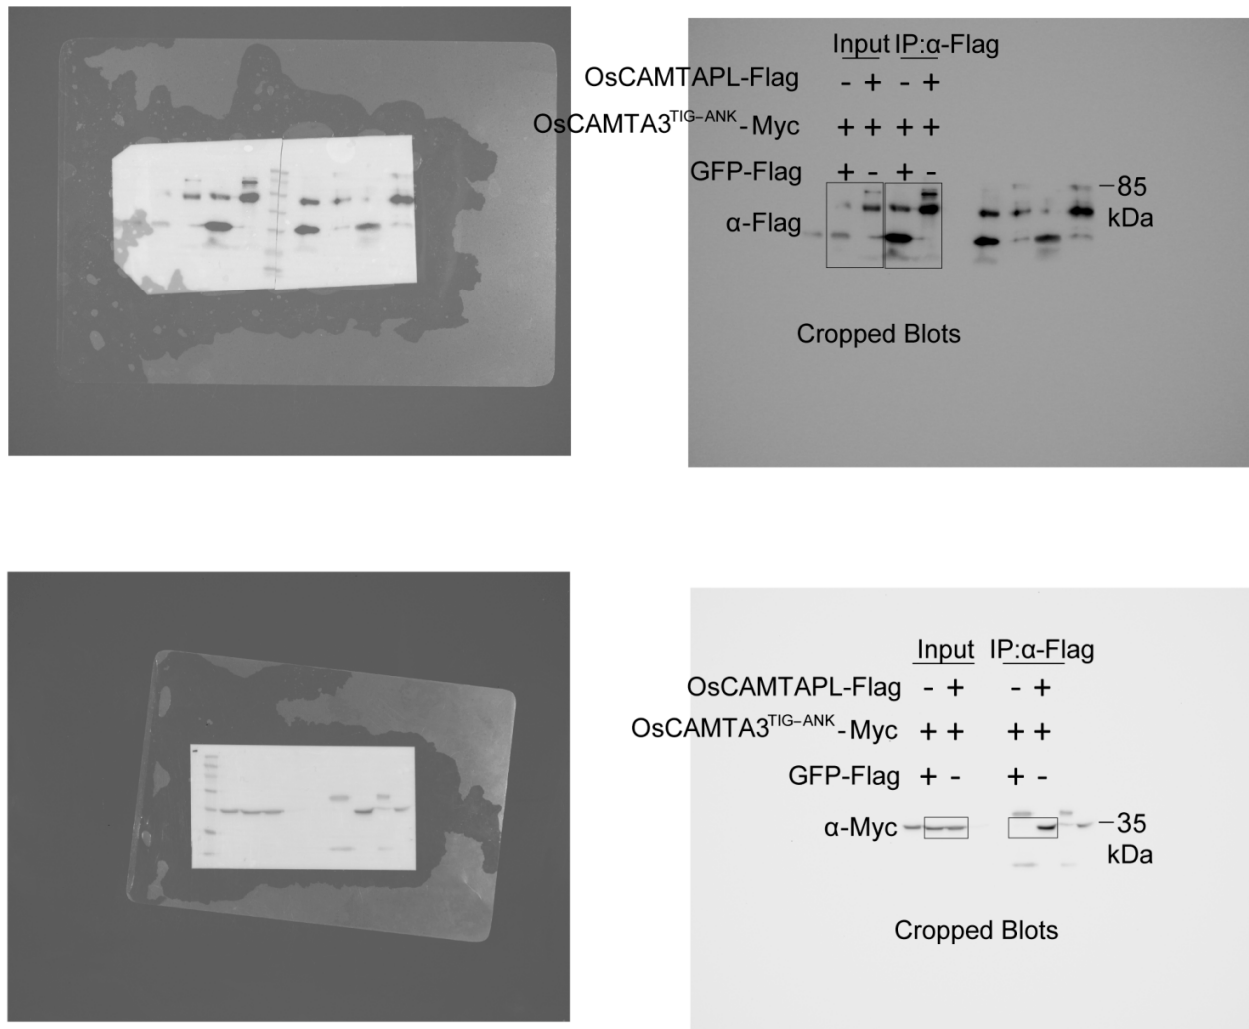 Input IP:α-Flag
OsCAMTAPL-Flag - + - +
OsCAMTA3TIG–ANK-Myc + + + +
GFP-Flag + - + -
α-Flag
–85
kDa
Cropped Blots
Input IP:α-Flag
OsCAMTAPL-Flag - + - +
OsCAMTA3TIG–ANK-Myc + + + +
GFP-Flag + - + -
α-Myc
–35
kDa
Cropped Blots